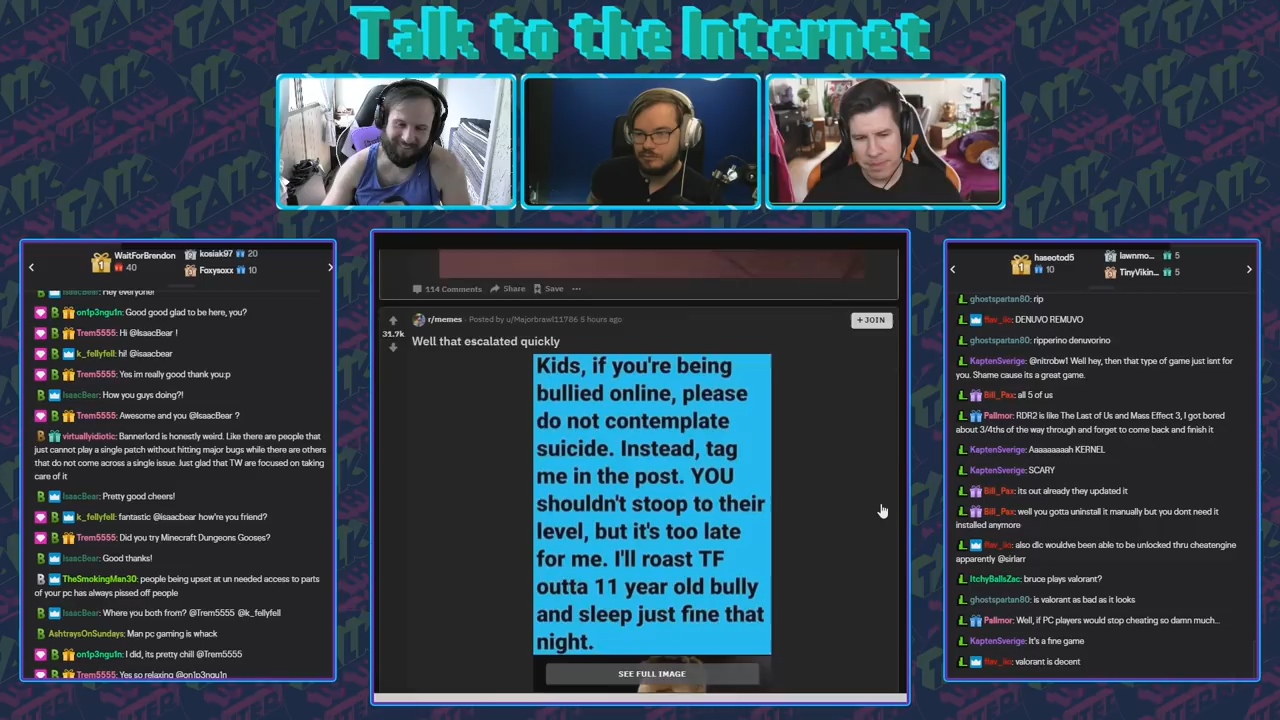 Talk to the Internet
WaitForBrendon
40
kosiak97 20
Foxysoxx 10
IsaacBear: Hey everyone!
on1p3ngu1n: Good good glad to be here, you?
Trem5555: Hi @IsaacBear !
k_fellyfell: hi! @isaacbear
Trem5555: Yes im really good thank you:p
IsaacBear: How you guys doing?!
Trem5555: Awesome and you @IsaacBear ?
virtuallyidiotic: Bannerlord is honestly weird. Like there are people that
just cannot play a single patch without hitting major bugs while there are others
that do not come across a single issue. Just glad that TW are focused on taking
care of it
IsaacBear: Pretty good cheers!
k_fellyfell: fantastic @isaacbear how're you friend?
Trem5555: Did you try Minecraft Dungeons Gooses?
IsaacBear: Good thanks!
TheSmokingMan30: people being upset at un needed access to parts
of your pc has always pissed off people
IsaacBear: Where you both from? @Trem5555 @k_fellyfell
AshtraysOnSundays: Man pc gaming is whack
on1p3ngu1n: I did, its pretty chill @Trem5555
Trem5555: Yes so relaxing @on1p3ngu1n
114 Comments Share Save
31.7k
r/memes · Posted by u/Majorbrawl11786 5 hours ago
+ JOIN
Well that escalated quickly
Kids, if you're being
bullied online, please
do not contemplate
suicide. Instead, tag
me in the post. YOU
shouldn't stoop to their
level, but it's too late
for me. I'll roast TF
outta 11 year old bully
and sleep just fine that
night.
SEE FULL IMAGE
haseotod5
10
lawnmo... 5
TinyVikin... 5
ghostspartan80: rip
DENUVO REMUVO
ghostspartan80: ripperino denuvorino
KaptenSverige: @nitrobw1 Well hey, then that type of game just isnt for
you. Shame cause its a great game.
Bill_Pax: all 5 of us
Pallmor: RDR2 is like The Last of Us and Mass Effect 3, I got bored
about 3/4ths of the way through and forget to come back and finish it
KaptenSverige: Aaaaaaaaah KERNEL
KaptenSverige: SCARY
Bill_Pax: its out already they updated it
Bill_Pax: well you gotta uninstall it manually but you dont need it
installed anymore
also dlc wouldve been able to be unlocked thru cheatengine
apparently @sirlarr
ItchyBallsZac: bruce plays valorant?
ghostspartan80: is valorant as bad as it looks
Pallmor: Well, if PC players would stop cheating so damn much...
KaptenSverige: It's a fine game
valorant is decent